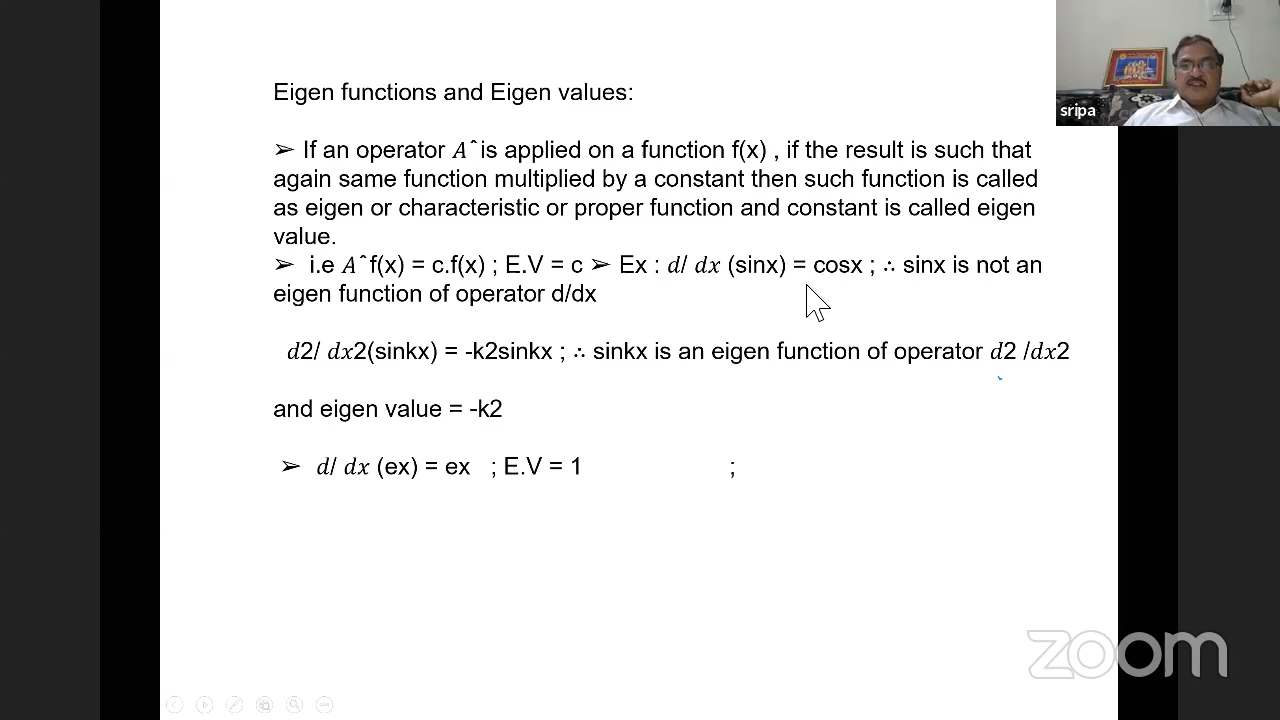 Eigen functions and Eigen values:
➢ If an operator 𝐴ˆis applied on a function f(x) , if the result is such that
again same function multiplied by a constant then such function is called
as eigen or characteristic or proper function and constant is called eigen
value.
➢ i.e 𝐴ˆf(x) = c.f(x) ; E.V = c ➢ Ex : 𝑑/ 𝑑𝑥 (sinx) = cosx ; ∴ sinx is not an
eigen function of operator d/dx
𝑑2/ 𝑑𝑥2(sinkx) = -k2sinkx ; ∴ sinkx is an eigen function of operator 𝑑2 /𝑑𝑥2
and eigen value = -k2
➢ 𝑑/ 𝑑𝑥 (ex) = ex ; E.V = 1 ;
sripa
zoom